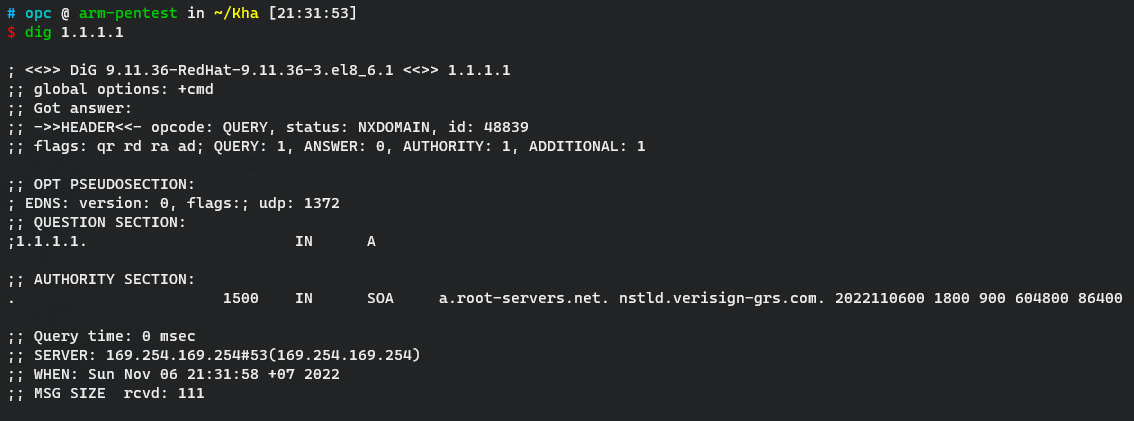 # opc @ arm-pentest in ~/Kha [21:31:53]
$ dig 1.1.1.1
; <<>> DiG 9.11.36-RedHat-9.11.36-3.el8_6.1 <<>> 1.1.1.1
;; global options: +cmd
;; Got answer:
;; ->>HEADER<<- opcode: QUERY, status: NXDOMAIN, id: 48839
;; flags: qr rd ra ad; QUERY: 1, ANSWER: 0, AUTHORITY: 1, ADDITIONAL: 1
;; OPT PSEUDOSECTION:
; EDNS: version: 0, flags:; udp: 1372
;; QUESTION SECTION:
;1.1.1.1. IN A
;; AUTHORITY SECTION:
. 1500 IN SOA a.root-servers.net. nstld.verisign-grs.com. 2022110600 1800 900 604800 86400
;; Query time: 0 msec
;; SERVER: 169.254.169.254#53(169.254.169.254)
;; WHEN: Sun Nov 06 21:31:58 +07 2022
;; MSG SIZE rcvd: 111